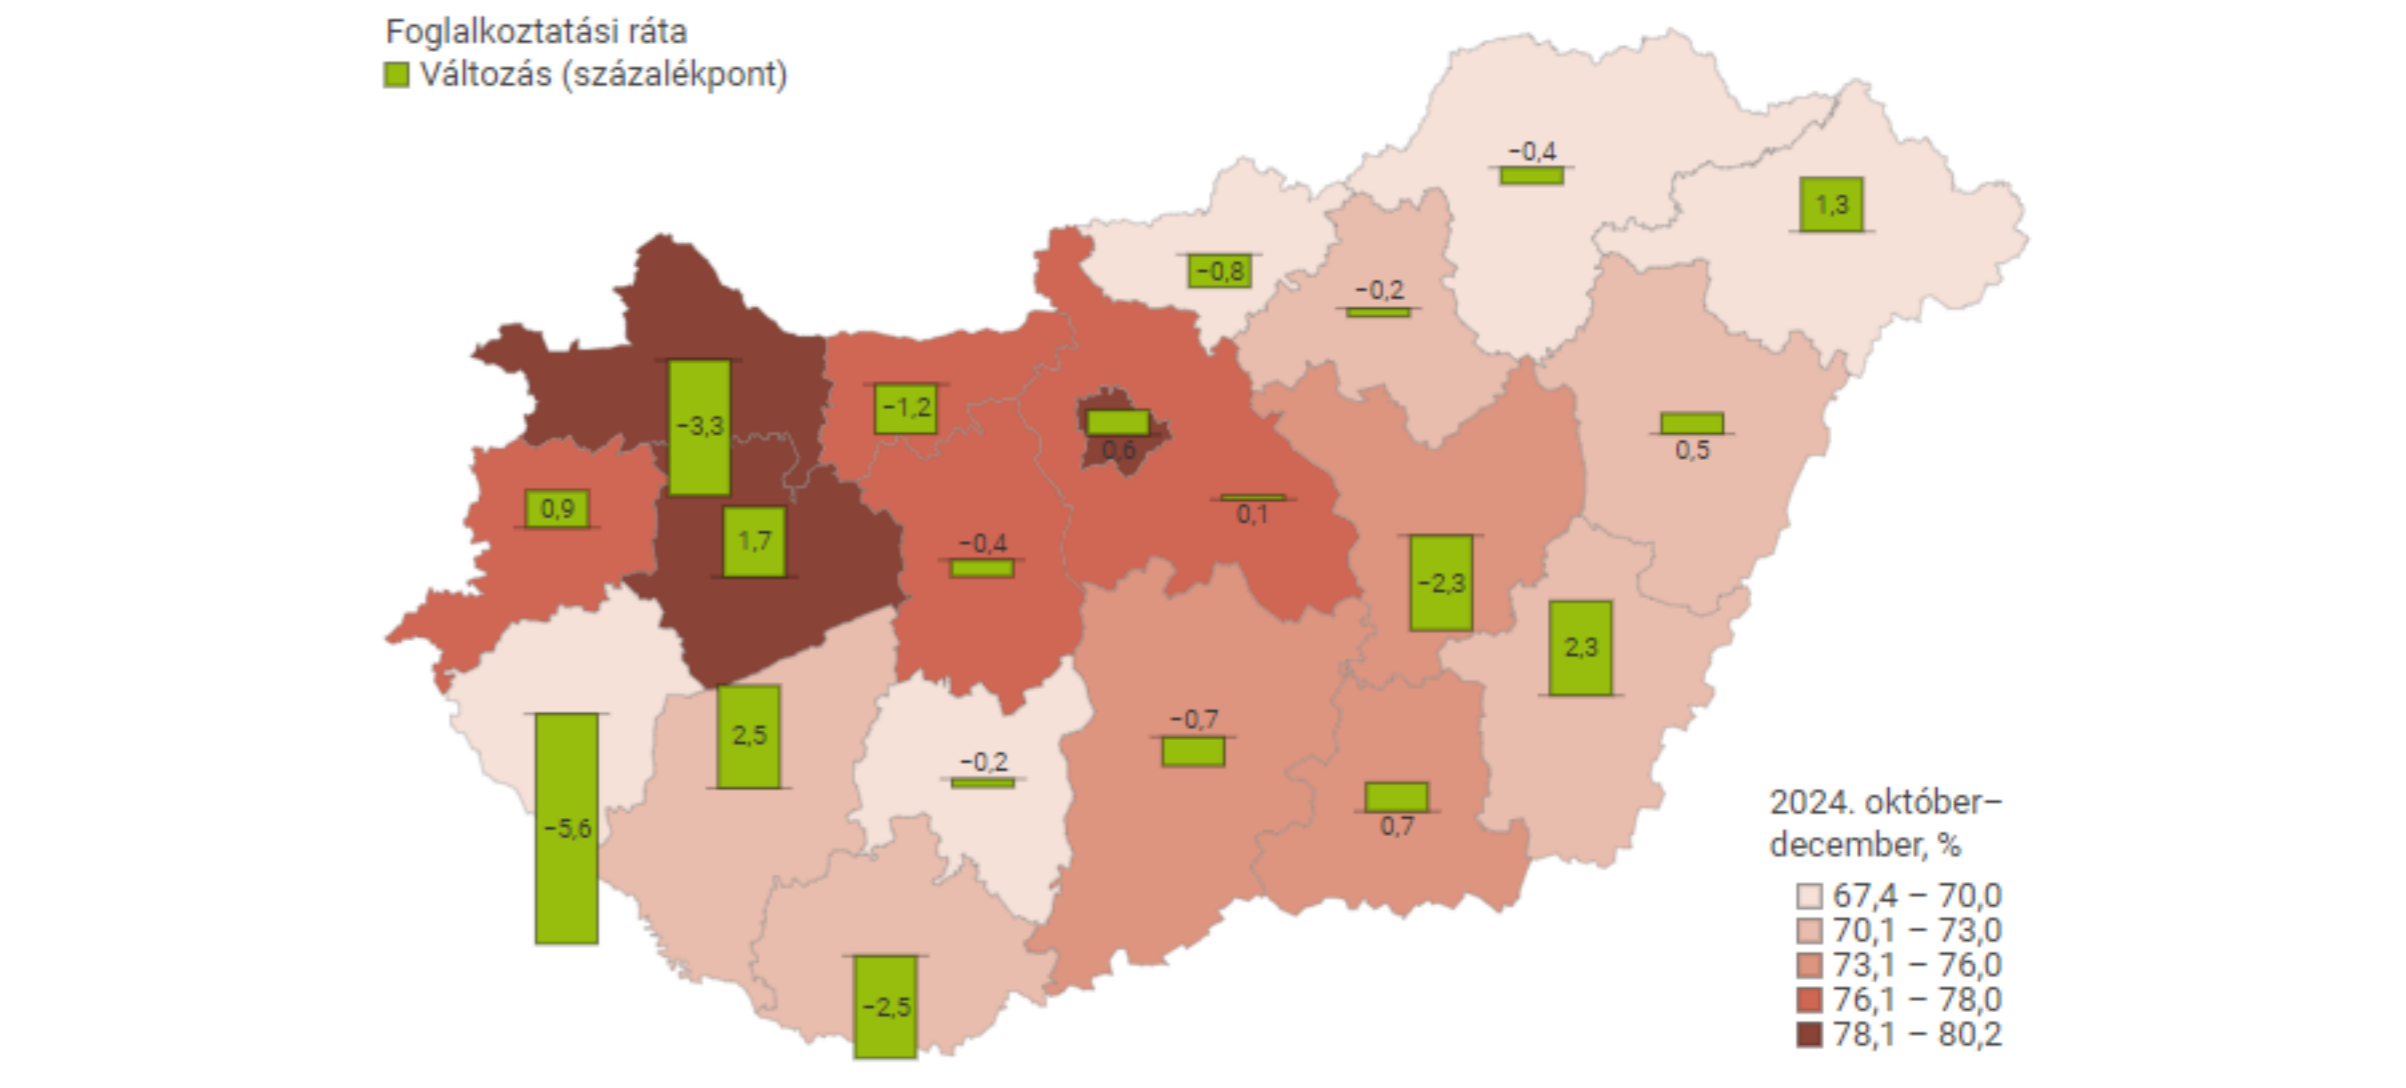 Foglalkoztatási ráta
Változás (százalékpont)
−0,4
1,3
−0,8
−0,2
−3,3
−1,2
0,6
0,5
0,9
0,1
1,7
−0,4
−2,3
2,3
2,5
−0,7
−0,2
−5,6
0,7
−2,5
2024. október−
december, %
67,4 − 70,0
70,1 − 73,0
73,1 − 76,0
76,1 − 78,0
78,1 − 80,2